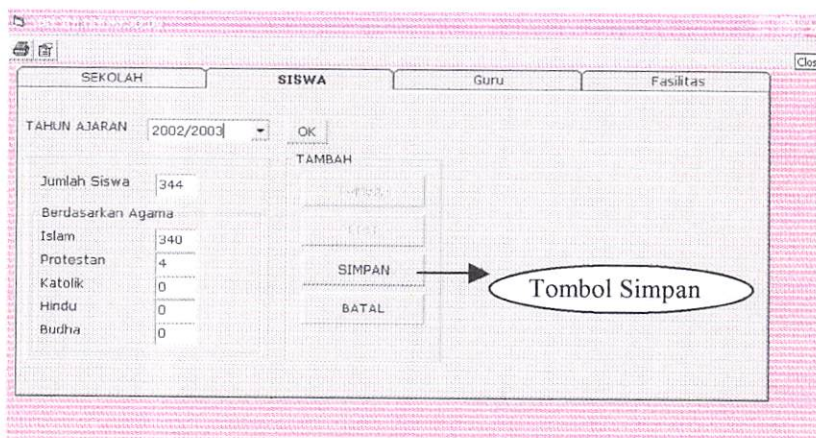 Clos
SEKOLAH SISWA Guru Fasilitas
TAHUN AJARAN 2002/2003 OK
TAMBAH
Jumlah Siswa 344
Berdasarkan Agama
Islam 340
Protestan 4
SIMPAN
Tombol Simpan
Katolik 0
Hindu 0
BATAL
Budha 0